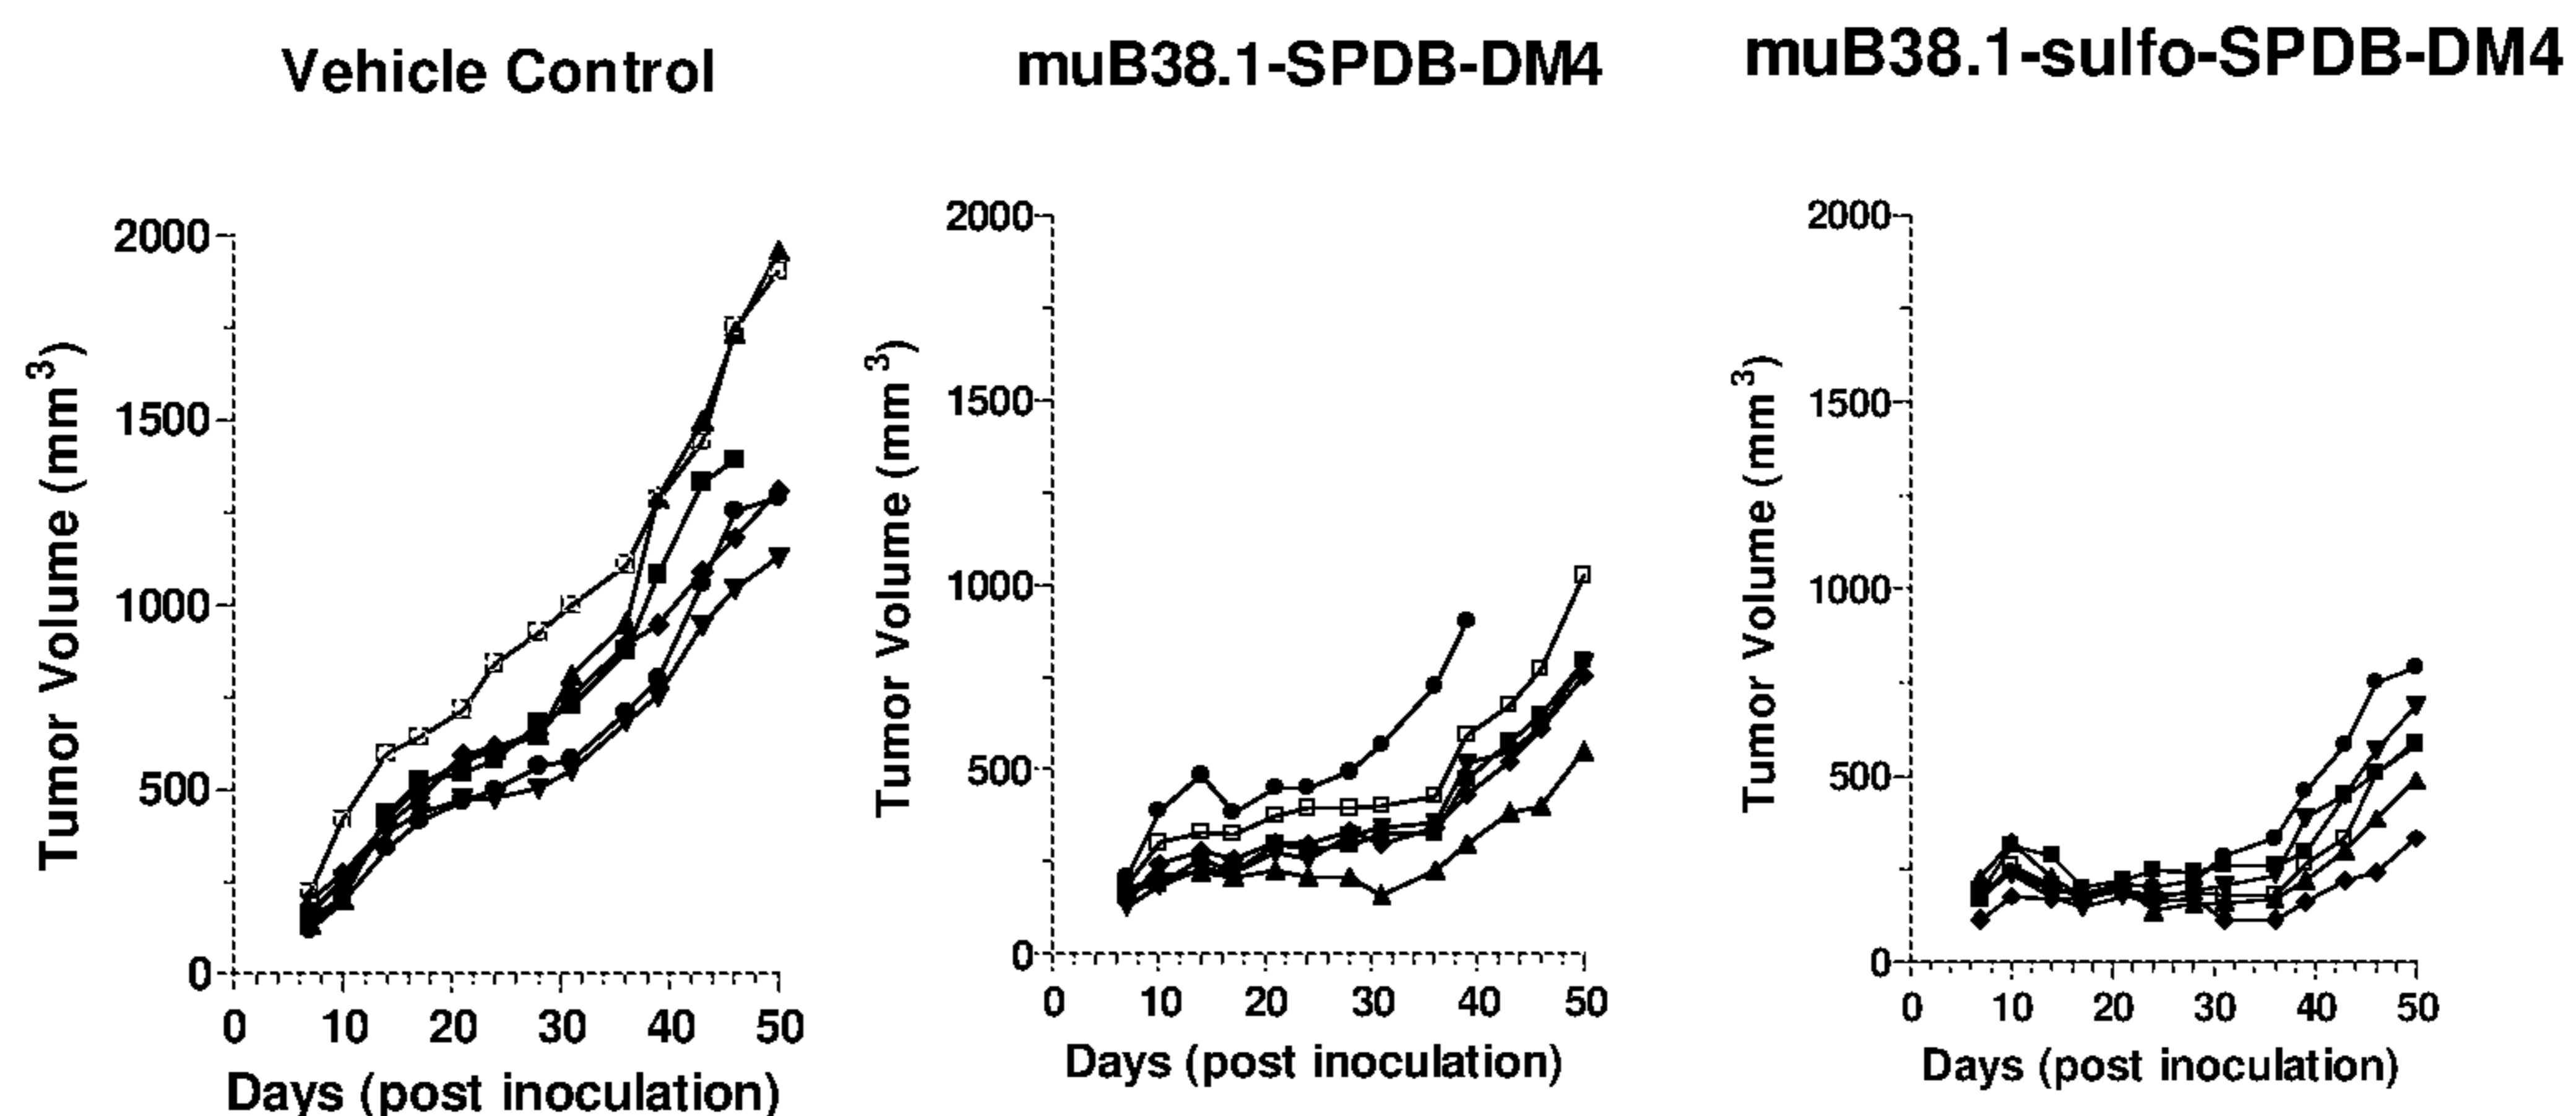 Vehicle Control
2000
1500
1000
500
0
0 10 20 30 40 50
Tumor Volume (mm3)
Days (post inoculation)
muB38.1-SPDB-DM4
2000
1500
1000
500
0
0 10 20 30 40 50
Tumor Volume (mm3)
Days (post inoculation)
muB38.1-sulfo-SPDB-DM4
2000
1500
1000
500
0
0 10 20 30 40 50
Tumor Volume (mm3)
Days (post inoculation)